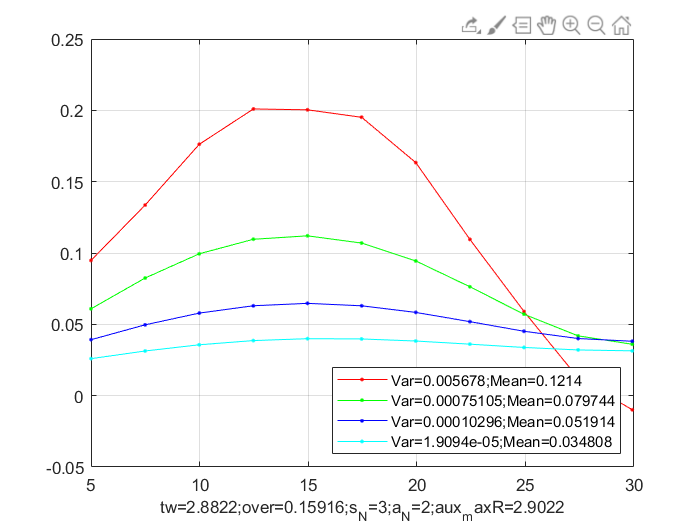 0.25
0.2
0.15
0.1
0.05
0
-0.05
5
10
15
20
25
30
Var=0.005678;Mean=0.1214
Var=0.00075105;Mean=0.079744
Var=0.00010296;Mean=0.051914
Var=1.9094e-05;Mean=0.034808
tw=2.8822;over=0.15916;s_N=3;a_N=2;aux_maxR=2.9022